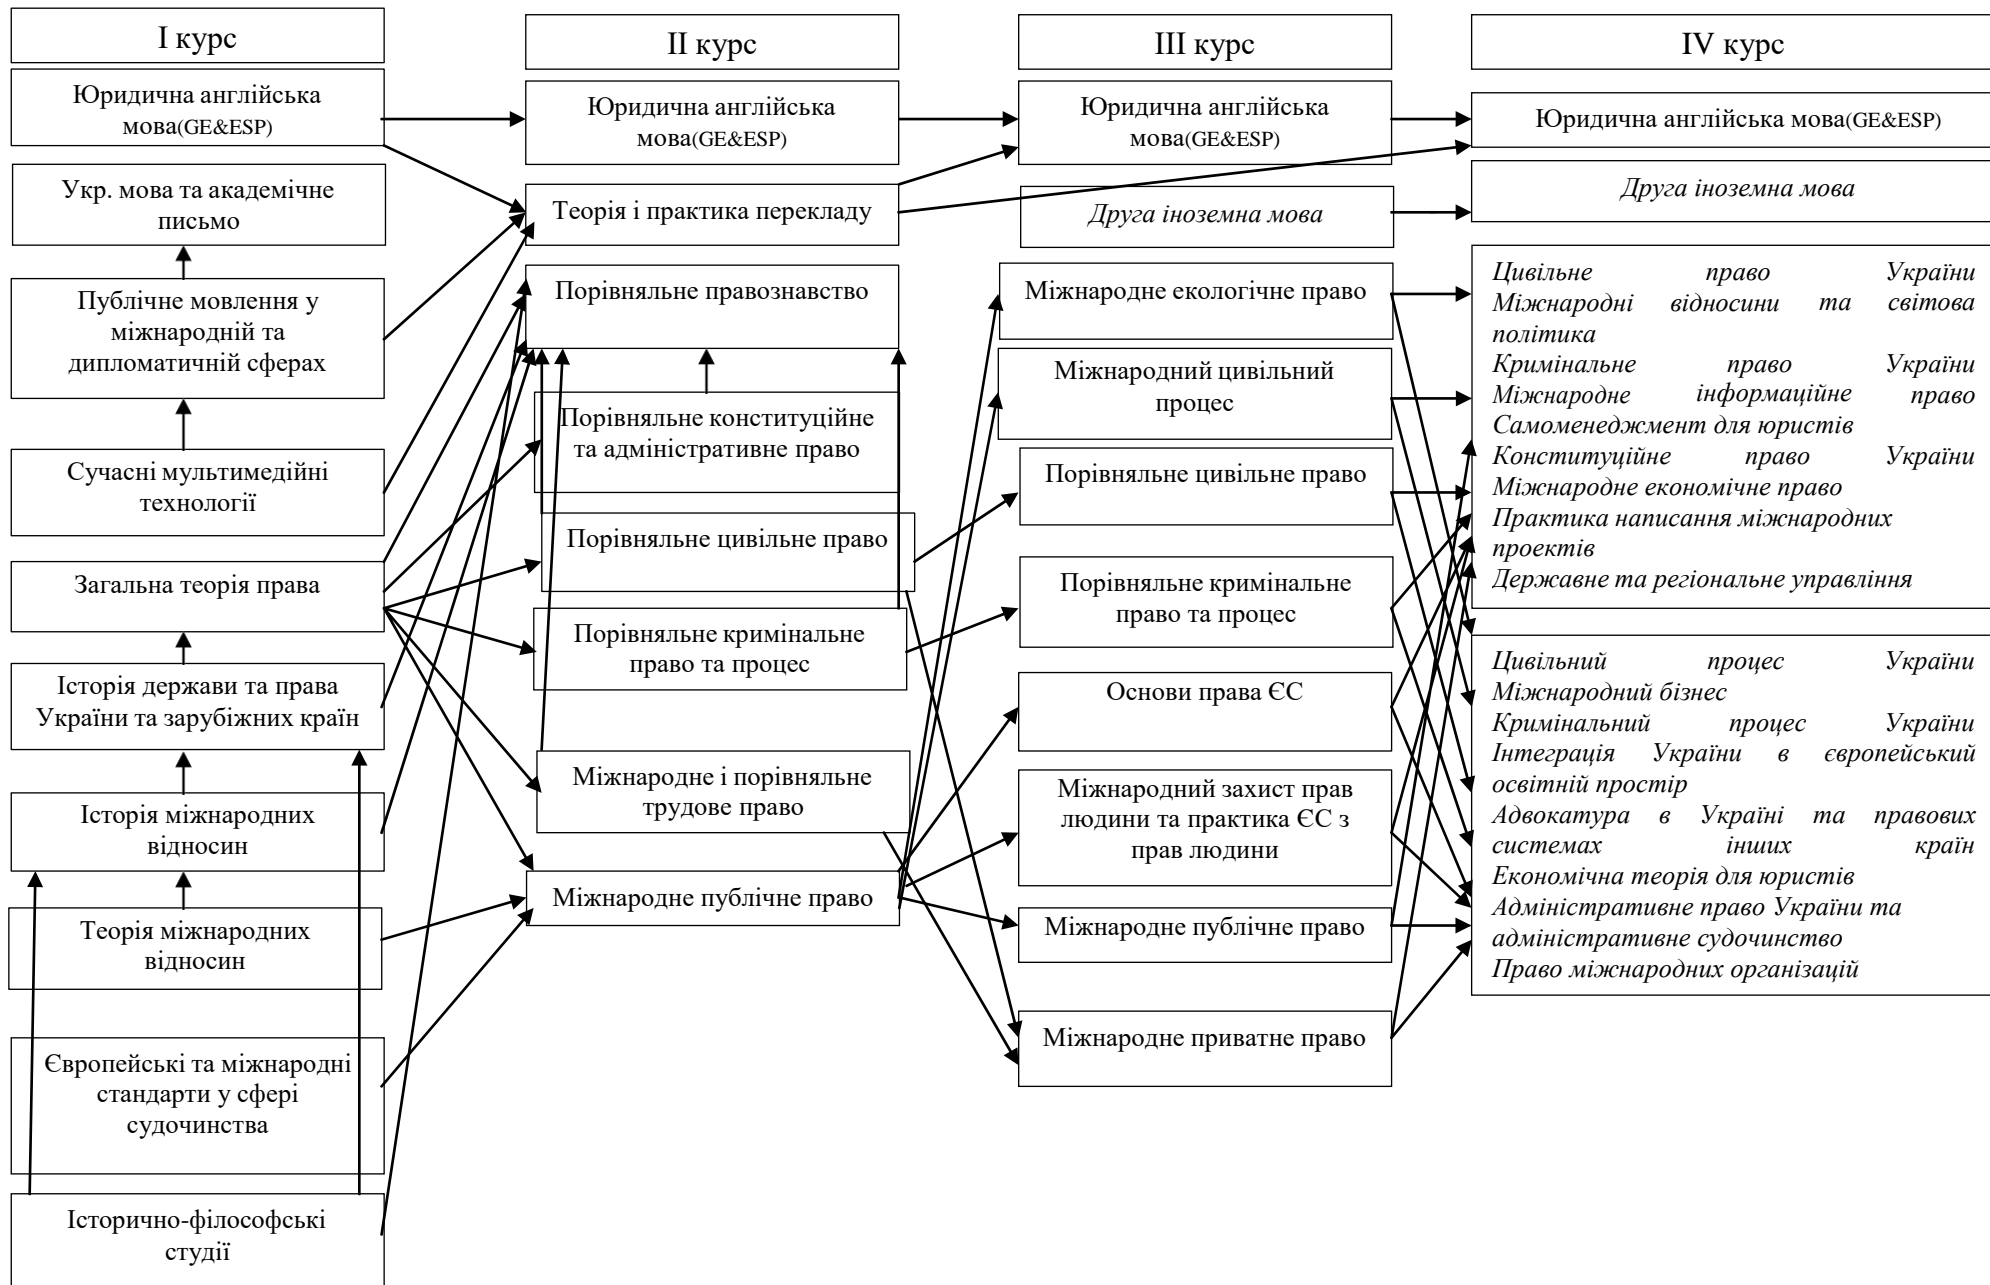 I курс
Юридична англійська
мова(GE&ESP)
Укр. мова та академічне
письмо
Публічне мовлення у
міжнародній та
дипломатичній сферах
Сучасні мультимедійні
технології
Загальна теорія права
Історія держави та права
України та зарубіжних країн
Історія міжнародних
відносин
Теорія міжнародних
відносин
Європейські та міжнародні
стандарти у сфері
судочинства
Історично-філософські
студії
II курс
Юридична англійська
мова(GE&ESP)
Теорія і практика перекладу
Порівняльне правознавство
Порівняльне конституційне
та адміністративне право
Порівняльне цивільне право
Порівняльне кримінальне
право та процес
Міжнародне і порівняльне
трудове право
Міжнародне публічне право
III курс
Юридична англійська
мова(GE&ESP)
Друга іноземна мова
Міжнародне екологічне право
Міжнародний цивільний
процес
Порівняльне цивільне право
Порівняльне кримінальне
право та процес
Основи права ЄС
Міжнародний захист прав
людини та практика ЄС з
прав людини
Міжнародне публічне право
Міжнародне приватне право
IV курс
Юридична англійська мова(GE&ESP)
Друга іноземна мова
Цивільне право України
Міжнародні відносини та світова
політика
Кримінальне право України
Міжнародне інформаційне право
Самоменеджмент для юристів
Конституційне право України
Міжнародне економічне право
Практика написання міжнародних
проектів
Державне та регіональне управління
Цивільний процес України
Міжнародний бізнес
Кримінальний процес України
Інтеграція України в європейський
освітній простір
Адвокатура в Україні та правових
системах інших країн
Економічна теорія для юристів
Адміністративне право України та
адміністративне судочинство
Право міжнародних організацій